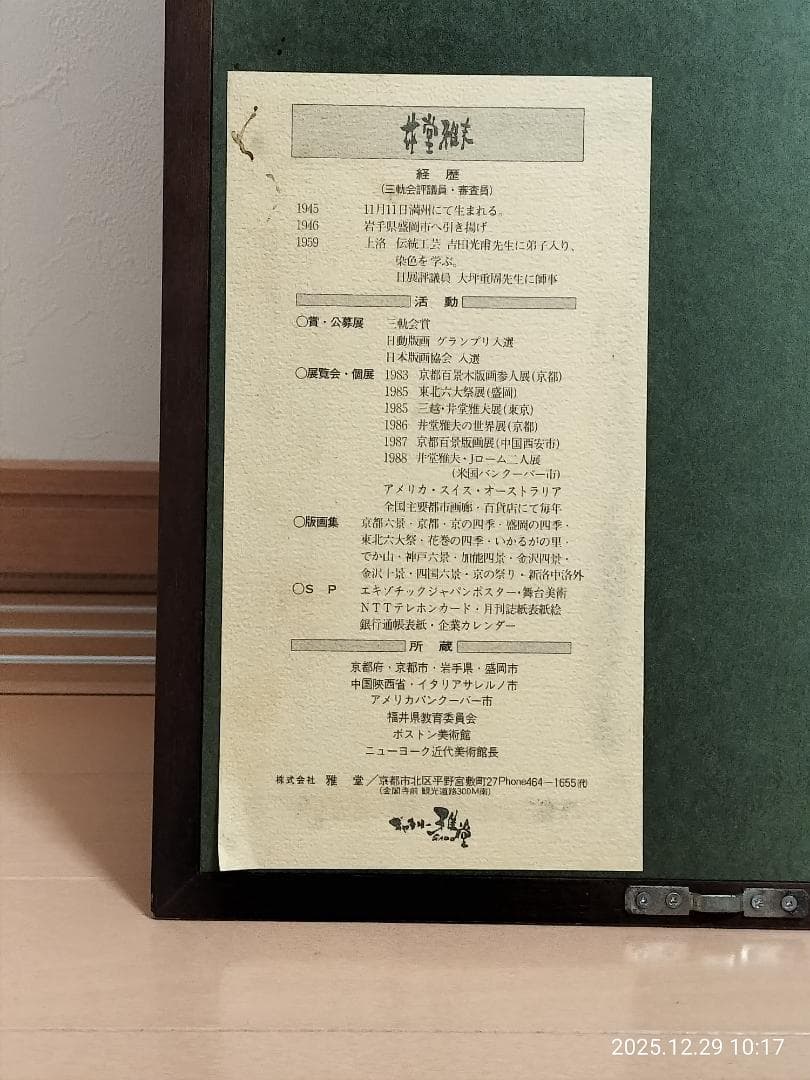 井堂雅夫
経歴
(三軌会評議員・審査員)
1945 11月11日満州にて生まれる。
1946 岩手県盛岡市へ引き揚げ
1959 上洛 伝統工芸 吉田光甫先生に弟子入り、
染色を学ぶ。
日展評議員 大坪重周先生に師事
活動
○賞・公募展 三軌会賞
日動版画 グランプリ入選
日本版画協会 入選
○展覧会・個展 1983 京都百景木版画参人展(京都)
1985 東北六大祭展(盛岡)
1985 三越・井堂雅夫展(東京)
1986 井堂雅夫の世界展(京都)
1987 京都百景版画展(中国西安市)
1988 井堂雅夫・Jローム二人展
(米国バンクーバー市)
アメリカ・スイス・オーストラリア
全国主要都市画廊・百貨店にて毎年
○版画集 京都六景・京都・京の四季・盛岡の四季・
東北六大祭・花巻の四季・いかるがの里・
でか山・神戸六景・加能四景・金沢四景・
金沢十景・四国六景・京の祭り・新洛中洛外
○SP エキゾチックジャパンポスター・舞台美術
NTTテレホンカード・月刊誌紙表紙絵
銀行通帳表紙・企業カレンダー
所蔵
京都府・京都市・岩手県・盛岡市
中国陝西省・イタリアサレルノ市
アメリカバンクーバー市
福井県教育委員会
ボストン美術館
ニューヨーク近代美術館長
株式会社 雅堂/京都市北区平野宮敷町27Phone464-1655(代)
(金閣寺前 観光道路300M南)
ギャラリー雅堂
2025.12.29 10:17